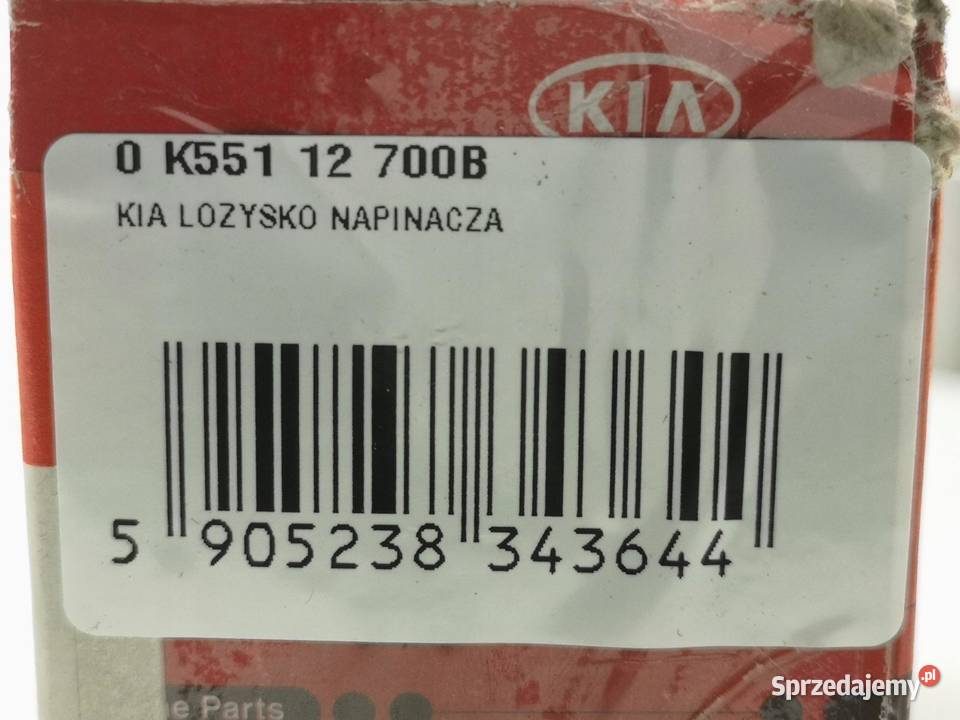 KIA
0 K551 12 700B
KIA LOZYSKO NAPINACZA
5 905238 343644
Parts
Sprzedajemy.pl